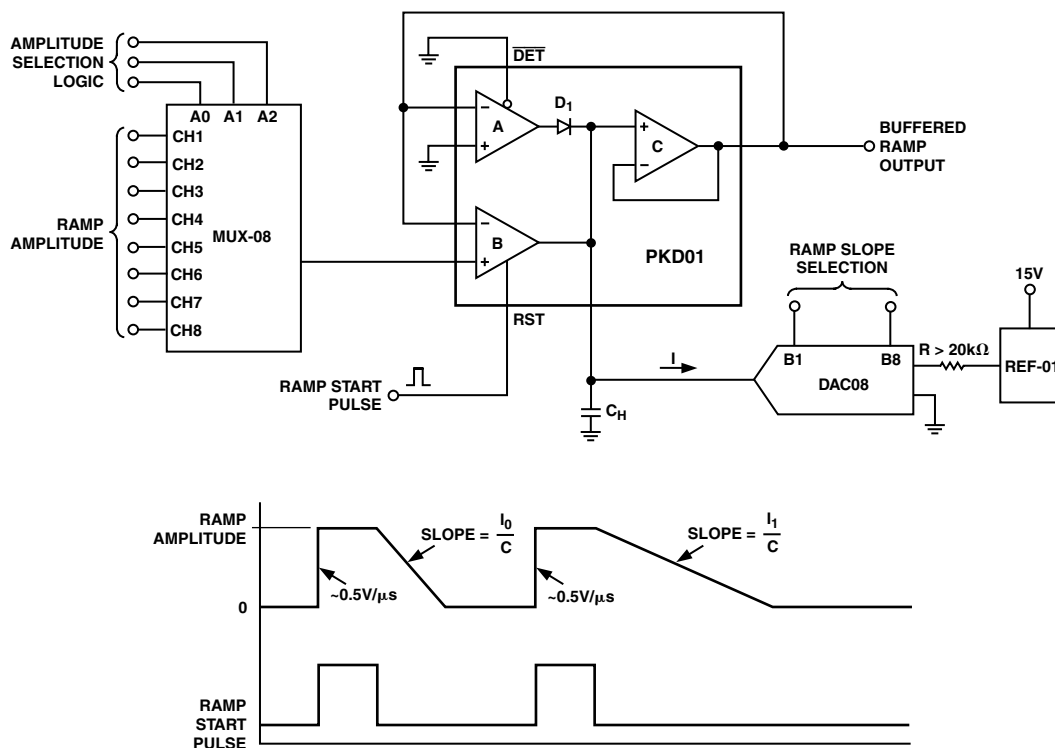 AMPLITUDE
SELECTION
LOGIC
DET
A0 A1 A2
D1
A
− +
C
+ −
BUFFERED
RAMP
OUTPUT
CH1
CH2
CH3
CH4
CH5
CH6
CH7
CH8
RAMP
AMPLITUDE
MUX-08
B
− +
PKD01
RAMP SLOPE
SELECTION
15V
RST
B1 B8
R > 20kΩ
REF-01
DAC08
I
RAMP START
PULSE
CH
RAMP
AMPLITUDE
SLOPE = I0/C
SLOPE = I1/C
~0.5V/μs
~0.5V/μs
0
RAMP
START
PULSE